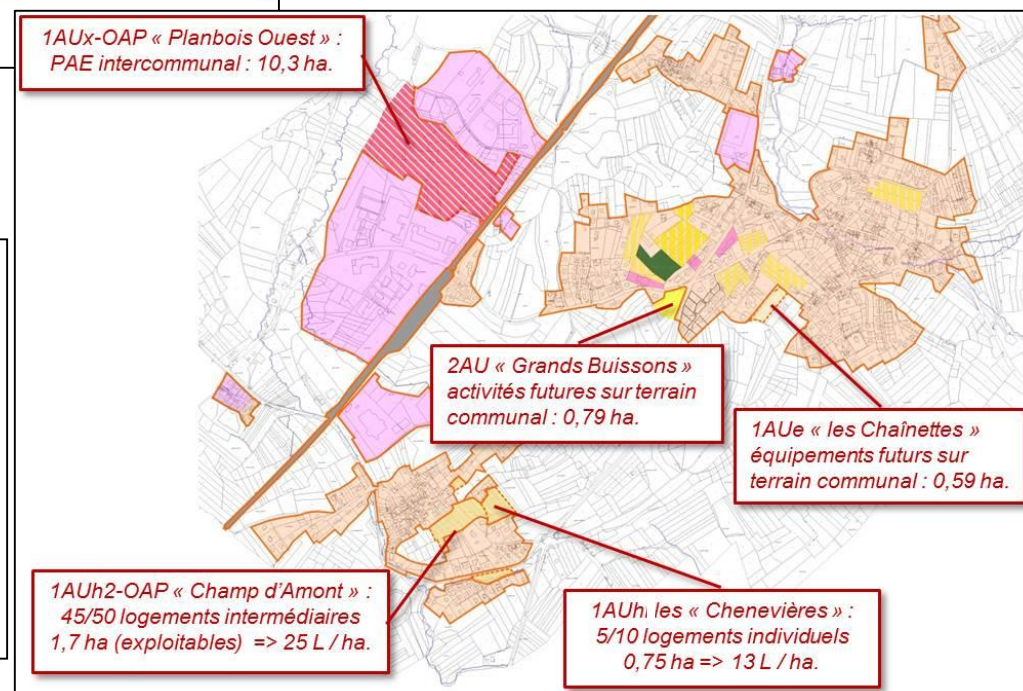 1AUx-OAP « Planbois Ouest » :
PAE intercommunal : 10,3 ha.
2AU « Grands Buissons »
activités futures sur terrain
communal : 0,79 ha.
1AUe « les Chaînettes »
équipements futurs sur
terrain communal : 0,59 ha.
1AUh2-OAP « Champ d'Amont » :
45/50 logements intermédiaires
1,7 ha (exploitables) => 25 L / ha.
1AUhi les « Chenevières » :
5/10 logements individuels
0,75 ha => 13 L / ha.